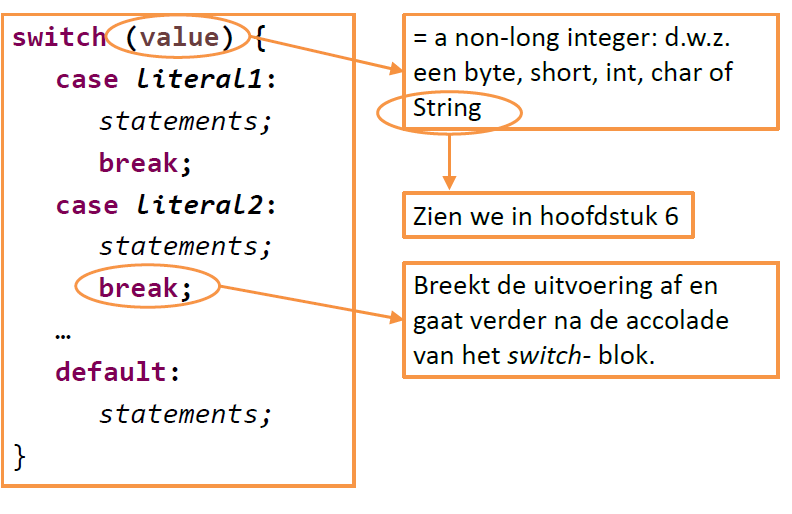 switch (value) {
case literal1:
statements;
break;
case literal2:
statements;
break;
…
default:
statements;
}
= a non-long integer: d.w.z.
een byte, short, int, char of
String
Zien we in hoofdstuk 6
Breekt de uitvoering af en
gaat verder na de accolade
van het switch- blok.